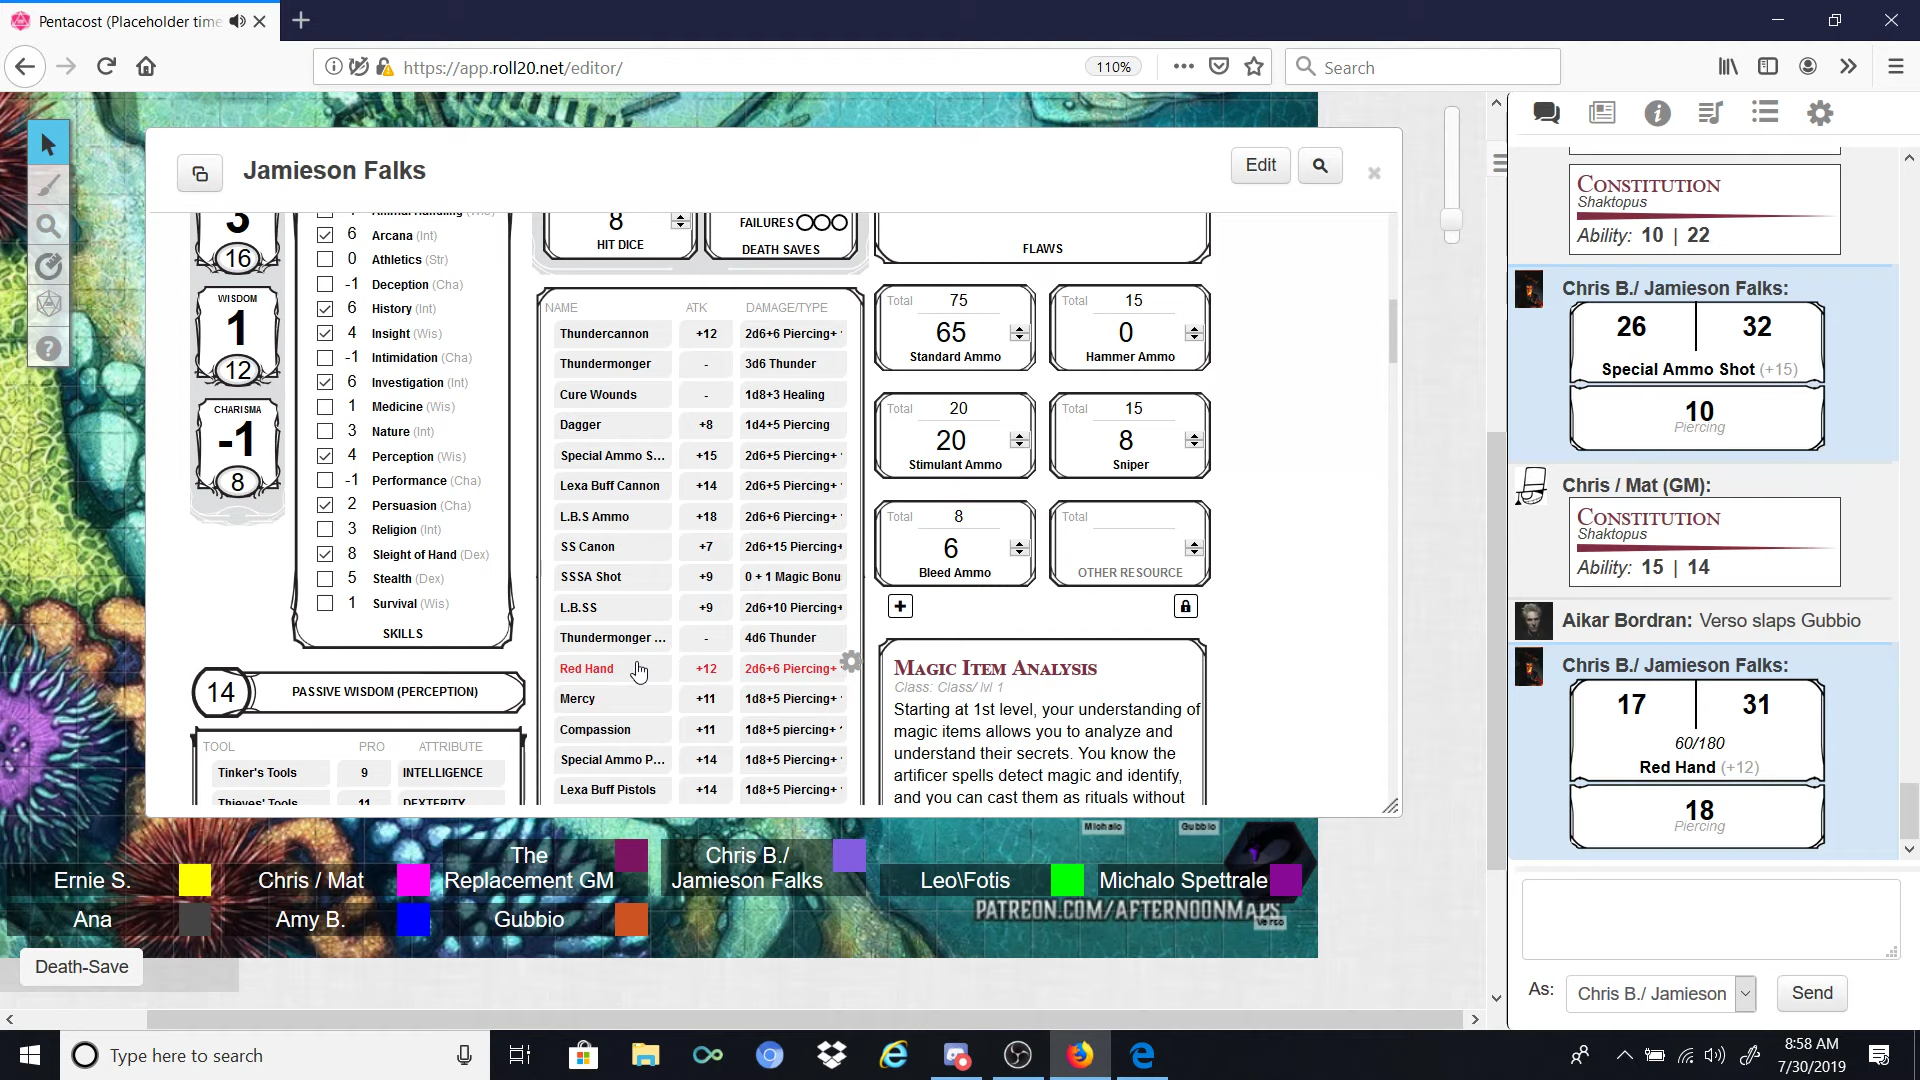 Pentacost (Placeholder time
https://app.roll20.net/editor/
110%
Search
Jamieson Falks
Edit
3
16
WISDOM
1
12
CHARISMA
-1
8
6 Arcana (Int)
0 Athletics (Str)
-1 Deception (Cha)
6 History (Int)
4 Insight (Wis)
-1 Intimidation (Cha)
6 Investigation (Int)
1 Medicine (Wis)
3 Nature (Int)
4 Perception (Wis)
-1 Performance (Cha)
2 Persuasion (Cha)
3 Religion (Int)
8 Sleight of Hand (Dex)
5 Stealth (Dex)
1 Survival (Wis)
SKILLS
14 PASSIVE WISDOM (PERCEPTION)
TOOL PRO ATTRIBUTE
Tinker's Tools 9 INTELLIGENCE
Thieves' Tools 11 DEXTERITY
8
HIT DICE
FAILURES
DEATH SAVES
NAME ATK DAMAGE/TYPE
Thundercannon +12 2d6+6 Piercing+
Thundermonger - 3d6 Thunder
Cure Wounds - 1d8+3 Healing
Dagger +8 1d4+5 Piercing
Special Ammo S... +15 2d6+5 Piercing+
Lexa Buff Cannon +14 2d6+5 Piercing+
L.B.S Ammo +18 2d6+6 Piercing+
SS Canon +7 2d6+15 Piercing+
SSSA Shot +9 0 + 1 Magic Bonu
L.B.SS +9 2d6+10 Piercing+
Thundermonger ... - 4d6 Thunder
Red Hand +12 2d6+6 Piercing+
Mercy +11 1d8+5 Piercing+
Compassion +11 1d8+5 piercing+
Special Ammo P... +14 1d8+5 Piercing+
Lexa Buff Pistols +14 1d8+5 Piercing+
FLAWS
Total 75
65
Standard Ammo
Total 15
0
Hammer Ammo
Total 20
20
Stimulant Ammo
Total 15
8
Sniper
Total 8
6
Bleed Ammo
Total
OTHER RESOURCE
MAGIC ITEM ANALYSIS
Class: Class/ lvl 1
Starting at 1st level, your understanding of
magic items allows you to analyze and
understand their secrets. You know the
artificer spells detect magic and identify,
and you can cast them as rituals without
CONSTITUTION
Shaktopus
Ability: 10 | 22
Chris B./ Jamieson Falks:
26 32
Special Ammo Shot (+15)
10
Piercing
Chris / Mat (GM):
CONSTITUTION
Shaktopus
Ability: 15 | 14
Aikar Bordran: Verso slaps Gubbio
Chris B./ Jamieson Falks:
17 31
60/180
Red Hand (+12)
18
Piercing
As: Chris B./ Jamieson
Send
Michalo
Gubbio
Verso
Ernie S.
Chris / Mat
The
Replacement GM
Chris B./
Jamieson Falks
Leo\Fotis
Michalo Spettrale
Ana
Amy B.
Gubbio
PATREON.COM/AFTERNOONMAPS
Death-Save
Type here to search
8:58 AM
7/30/2019